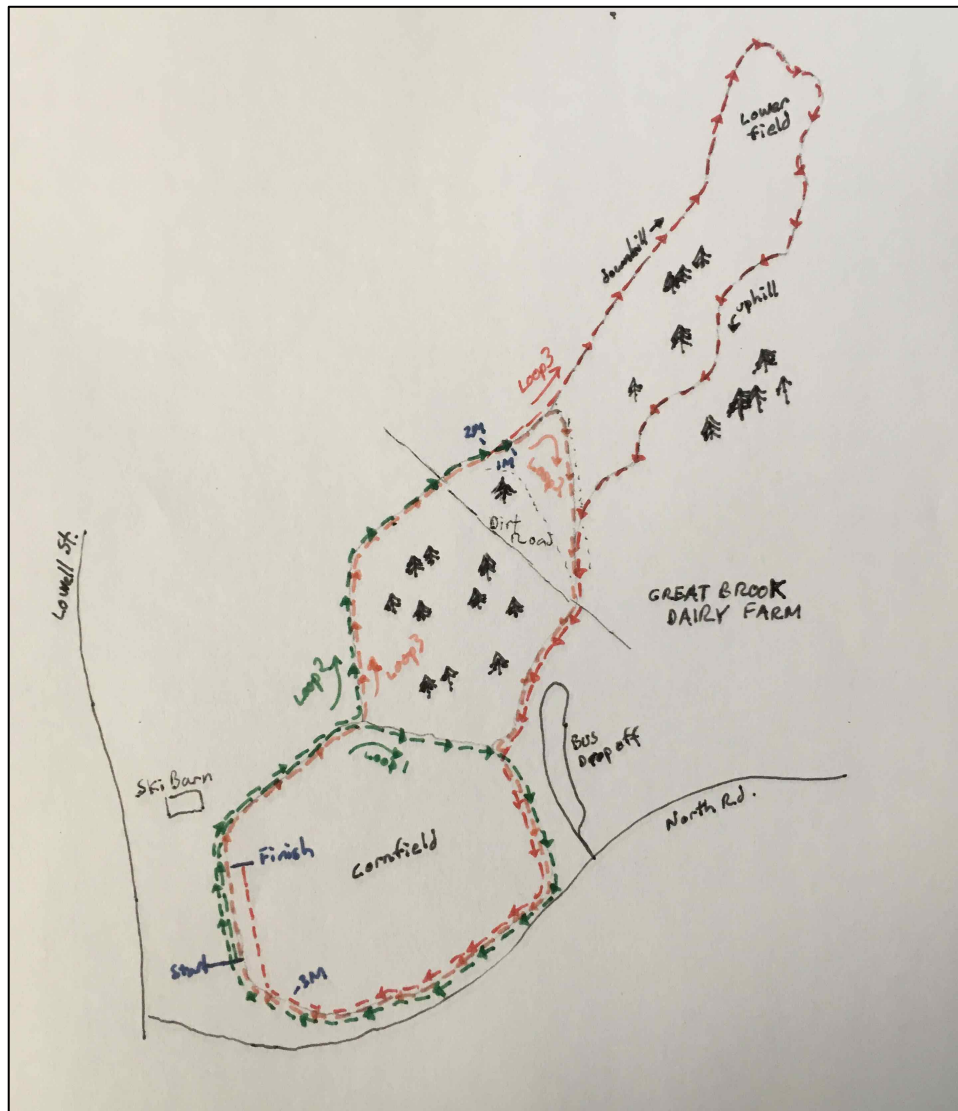 Lower
field
downhill
uphill
Loop3
2M
1M
Dirt
Road
Lowell St.
GREAT BROOK
DAIRY FARM
Loop2
Loop3
Loop1
Bus
Drop off
Ski Barn
North Rd.
Finish
Cornfield
Start
3M